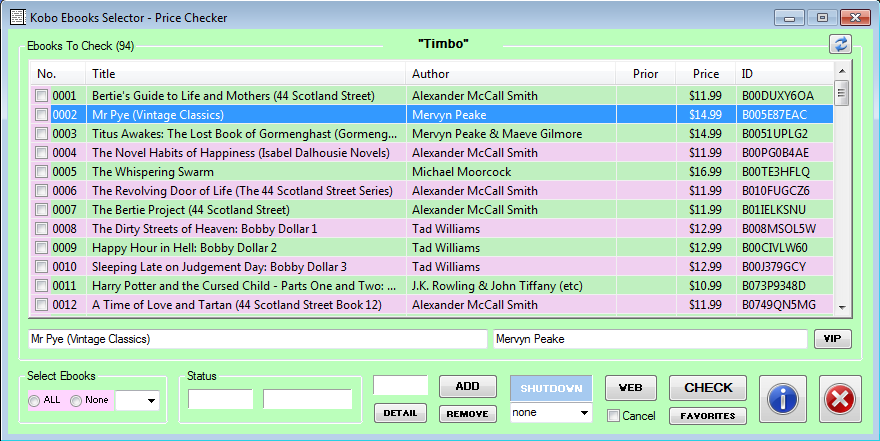 Kobo Ebooks Selector - Price Checker
Ebooks To Check (94) "Timbo"
No. Title Author Prior Price ID
0001 Bertie's Guide to Life and Mothers (44 Scotland Street) Alexander McCall Smith $11.99 B00DUXY6OA
0002 Mr Pye (Vintage Classics) Mervyn Peake $14.99 B005E87EAC
0003 Titus Awakes: The Lost Book of Gormenghast (Gormeng... Mervyn Peake & Maeve Gilmore $14.99 B051UPLG2
0004 The Novel Habits of Happiness (Isabel Dalhousie Novels) Alexander McCall Smith $11.99 B00PG0B4AE
0005 The Whispering Swarm Michael Moorcock $16.99 B00TE3HFLQ
0006 The Revolving Door of Life (The 44 Scotland Street Series) Alexander McCall Smith $11.99 B010FUGCZ6
0007 The Bertie Project (44 Scotland Street) Alexander McCall Smith $11.99 B01IELKSNU
0008 The Dirty Streets of Heaven: Bobby Dollar 1 Tad Williams $12.99 B008MSOL5W
0009 Happy Hour in Hell: Bobby Dollar 2 Tad Williams $12.99 B00CIVLW60
0010 Sleeping Late on Judgement Day: Bobby Dollar 3 Tad Williams $12.99 B00J379GCY
0011 Harry Potter and the Cursed Child - Parts One and Two: ... J.K. Rowling & John Tiffany (etc) $10.99 B073P9348D
0012 A Time of Love and Tartan (44 Scotland Street Book 12) Alexander McCall Smith $11.99 B0749QN5MG
Mr Pye (Vintage Classics) Mervyn Peake VIP
Select Ebooks Status
ALL None
ADD SHUTDOWN WEB CHECK
DETAIL REMOVE none Cancel FAVORITES